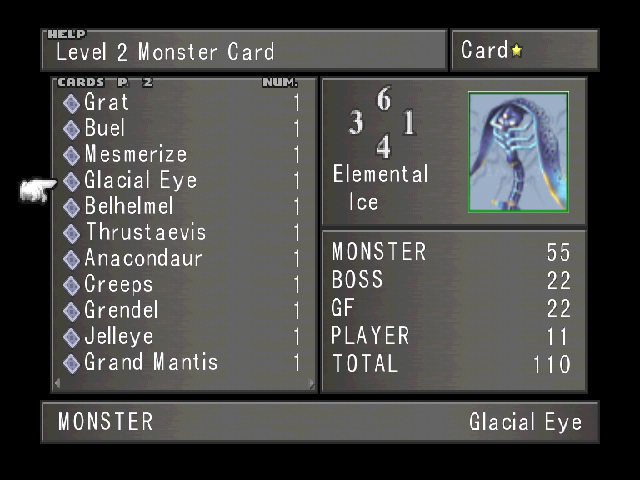 HELP
Level 2 Monster Card
Card
CARDS P. 2 NUM.
Grat 1
Buel 1
Mesmerize 1
Glacial Eye 1
Belhelmel 1
Thrustaevis 1
Anacondaur 1
Creeps 1
Grendel 1
Jelleye 1
Grand Mantis 1
6
3 1
4
Elemental
Ice
MONSTER 55
BOSS 22
GF 22
PLAYER 11
TOTAL 110
MONSTER Glacial Eye